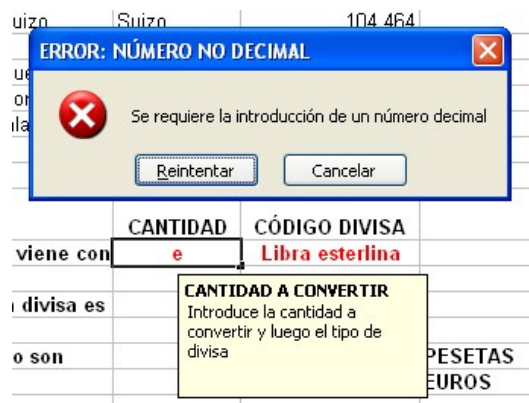 uizo Suizo 104,464
ERROR: NÚMERO NO DECIMAL
Se requiere la introducción de un número decimal
Reintentar Cancelar
CANTIDAD CÓDIGO DIVISA
viene con e Libra esterlina
CANTIDAD A CONVERTIR
Introduce la cantidad a
convertir y luego el tipo de
divisa
divisa es
o son
PESETAS
EUROS